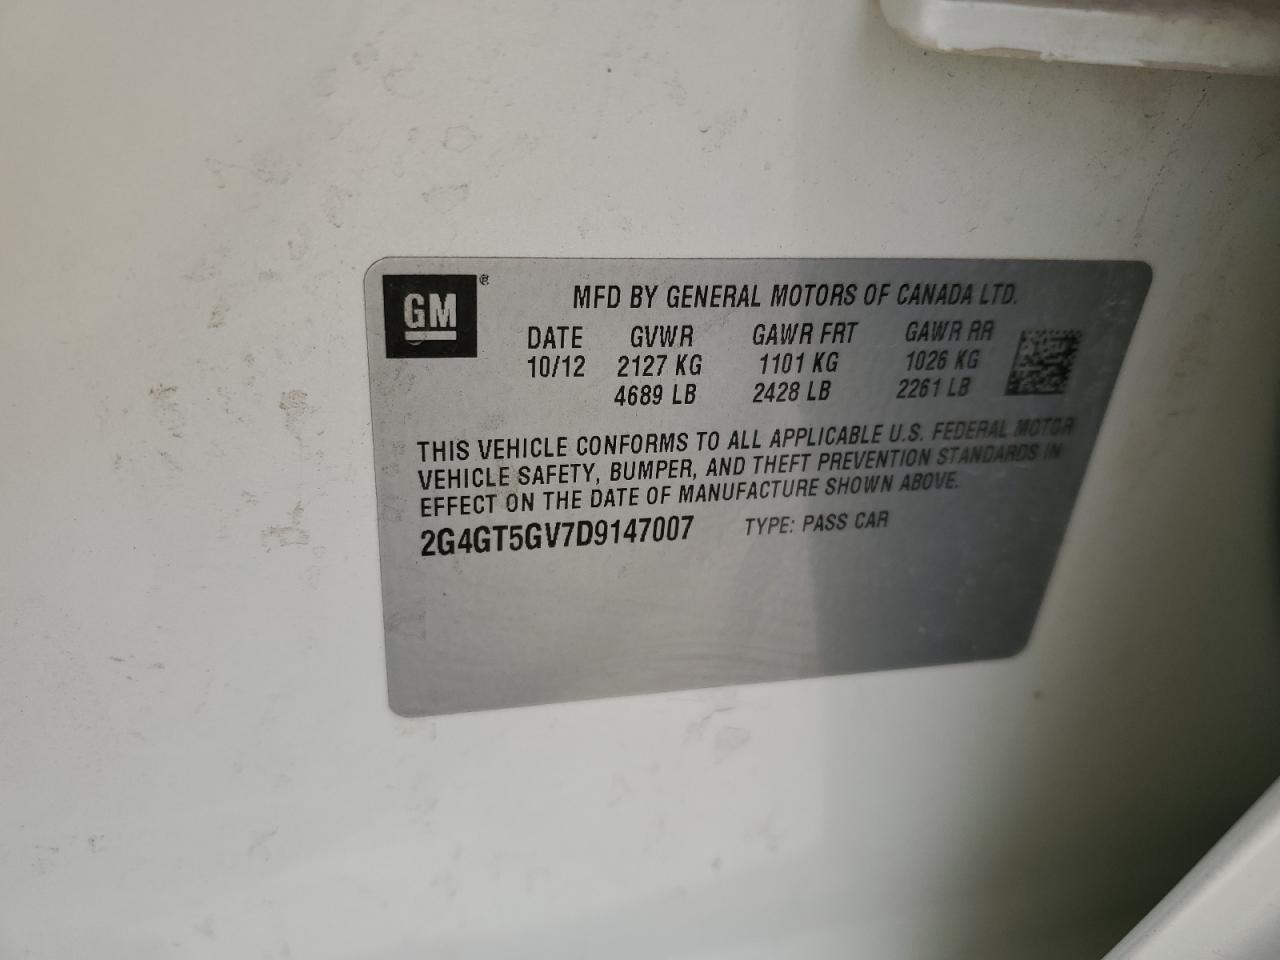 GM ®
MFD BY GENERAL MOTORS OF CANADA LTD.
DATE GVWR GAWR FRT GAWR RR
10/12 2127 KG 1101 KG 1026 KG
4689 LB 2428 LB 2261 LB
THIS VEHICLE CONFORMS TO ALL APPLICABLE U.S. FEDERAL MOTOR
VEHICLE SAFETY, BUMPER, AND THEFT PREVENTION STANDARDS IN
EFFECT ON THE DATE OF MANUFACTURE SHOWN ABOVE.
2G4GT5GV7D9147007 TYPE: PASS CAR